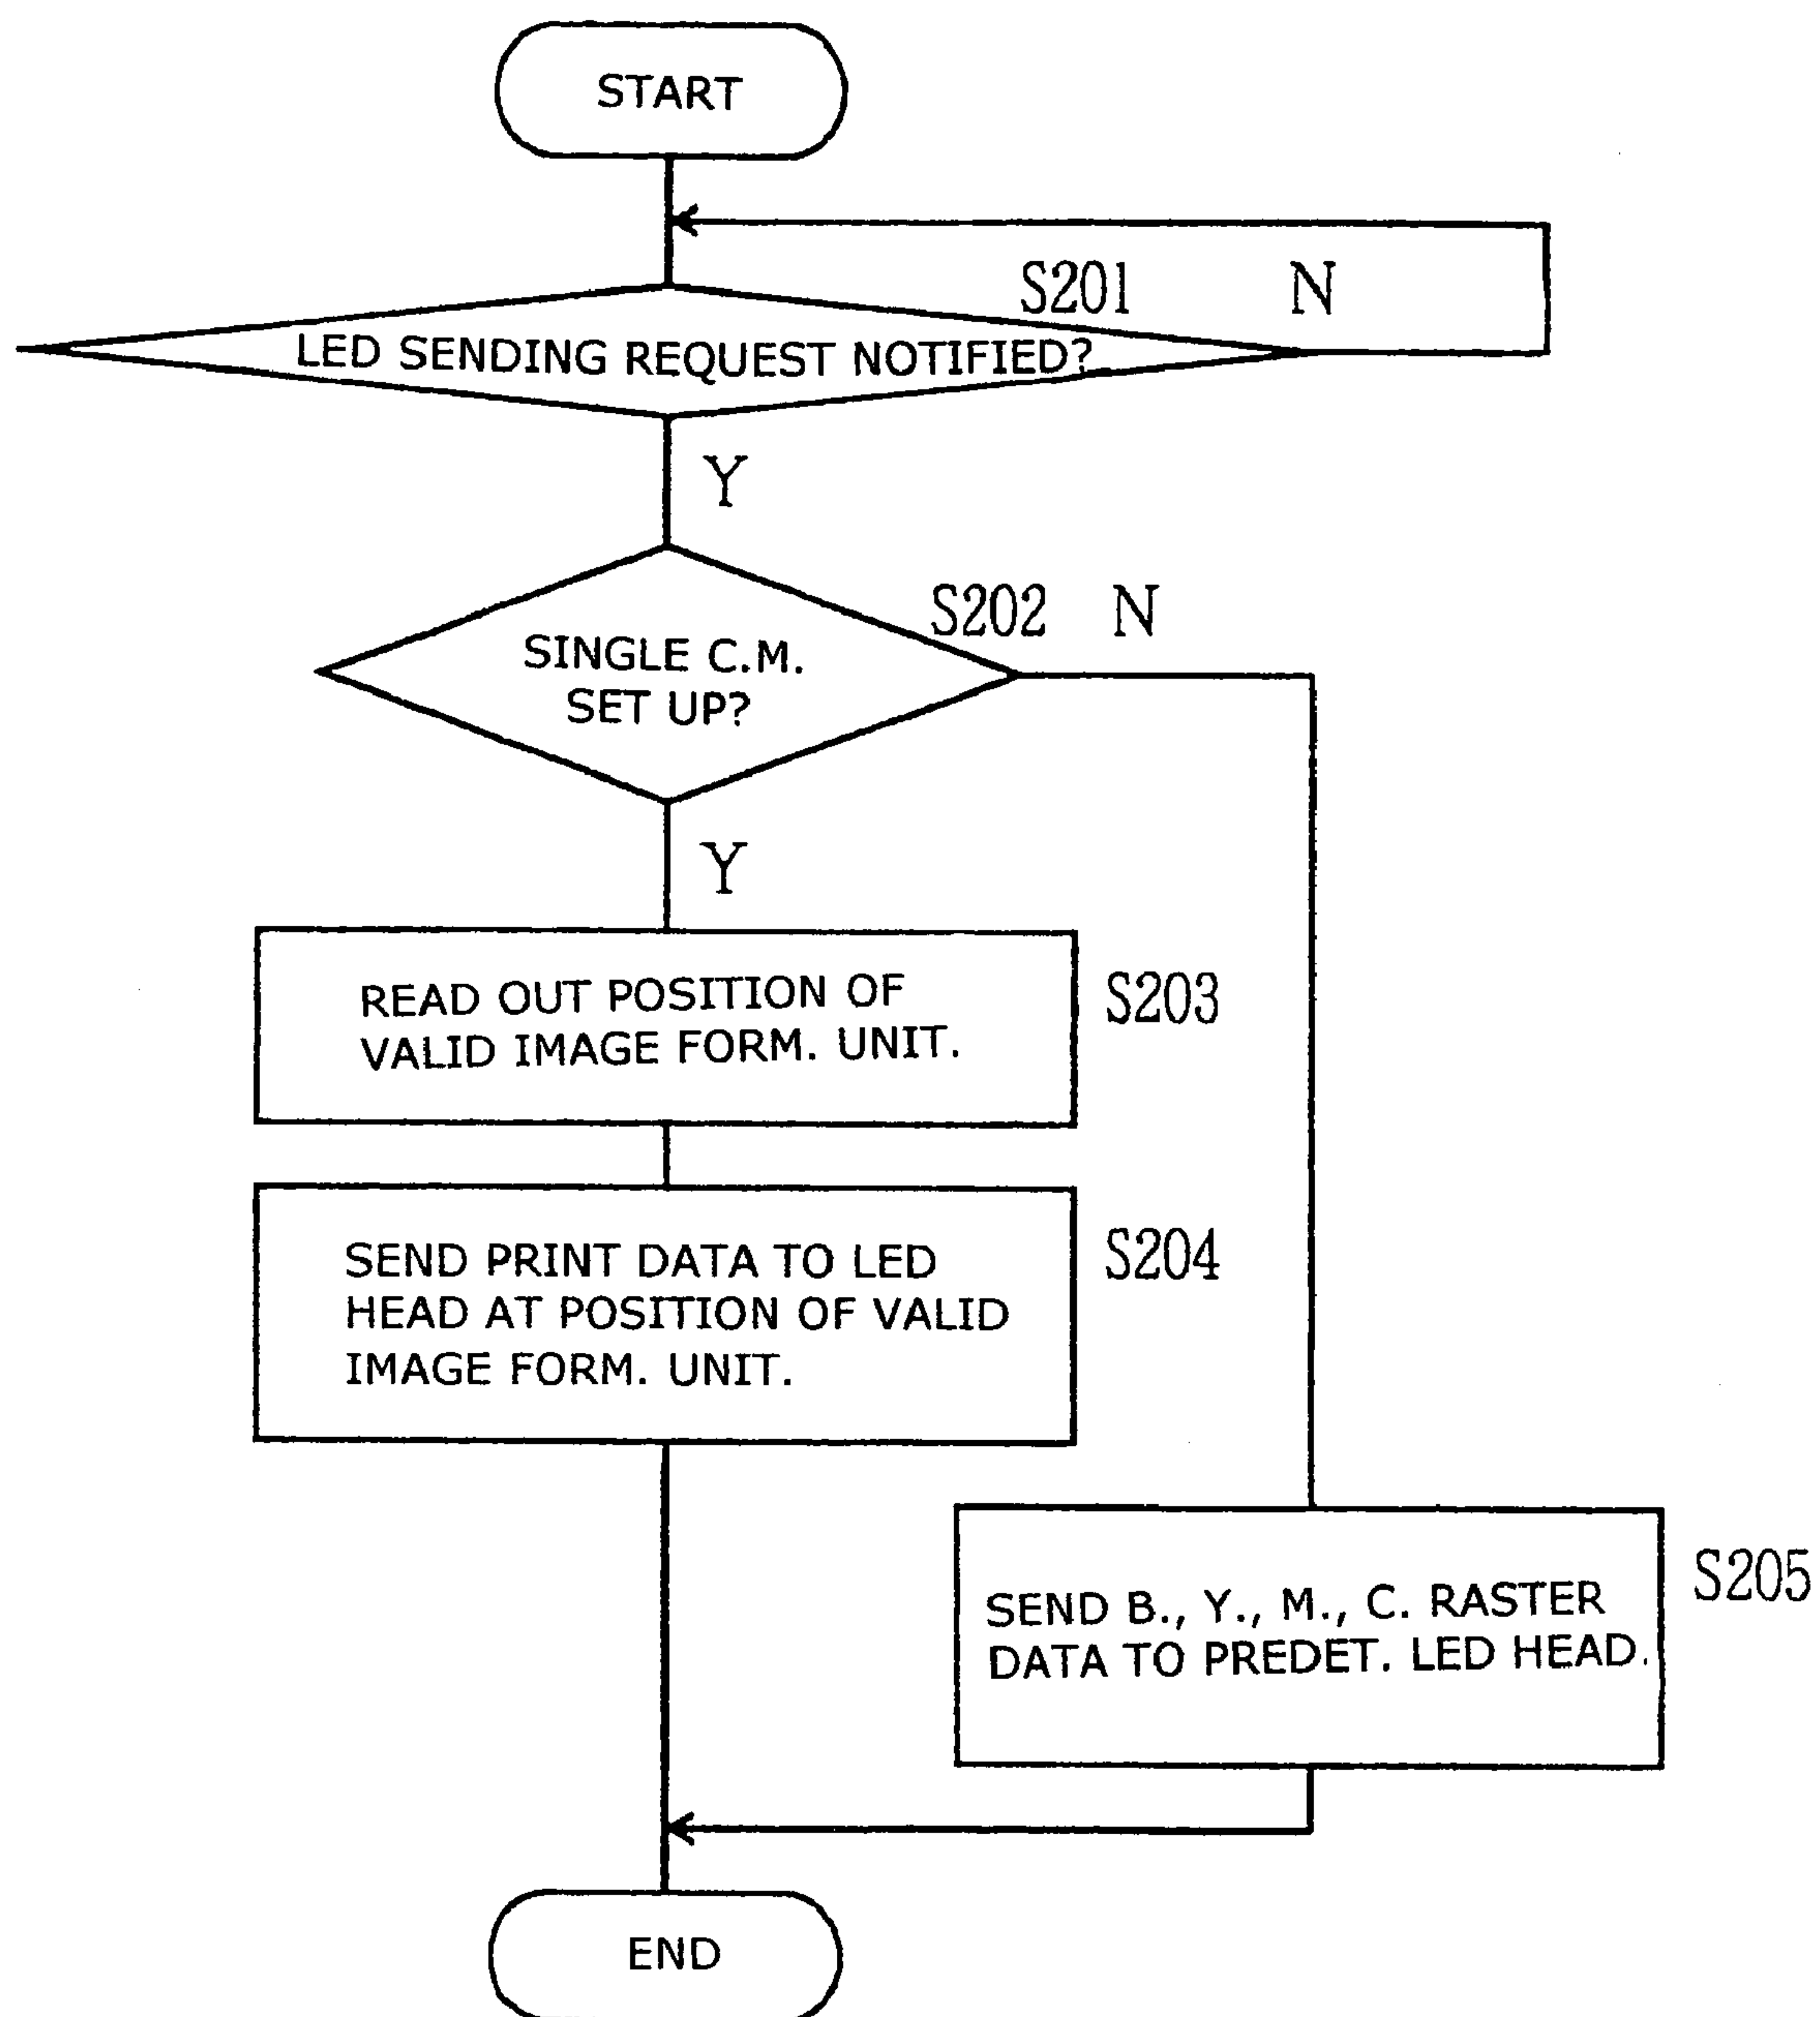 START
S201
N
LED SENDING REQUEST NOTIFIED?
Y
S202
N
SINGLE C.M.
SET UP?
Y
READ OUT POSITION OF
VALID IMAGE FORM. UNIT.
S203
SEND PRINT DATA TO LED
HEAD AT POSITION OF VALID
IMAGE FORM. UNIT.
S204
SEND B., Y., M., C. RASTER
DATA TO PREDET. LED HEAD.
S205
END